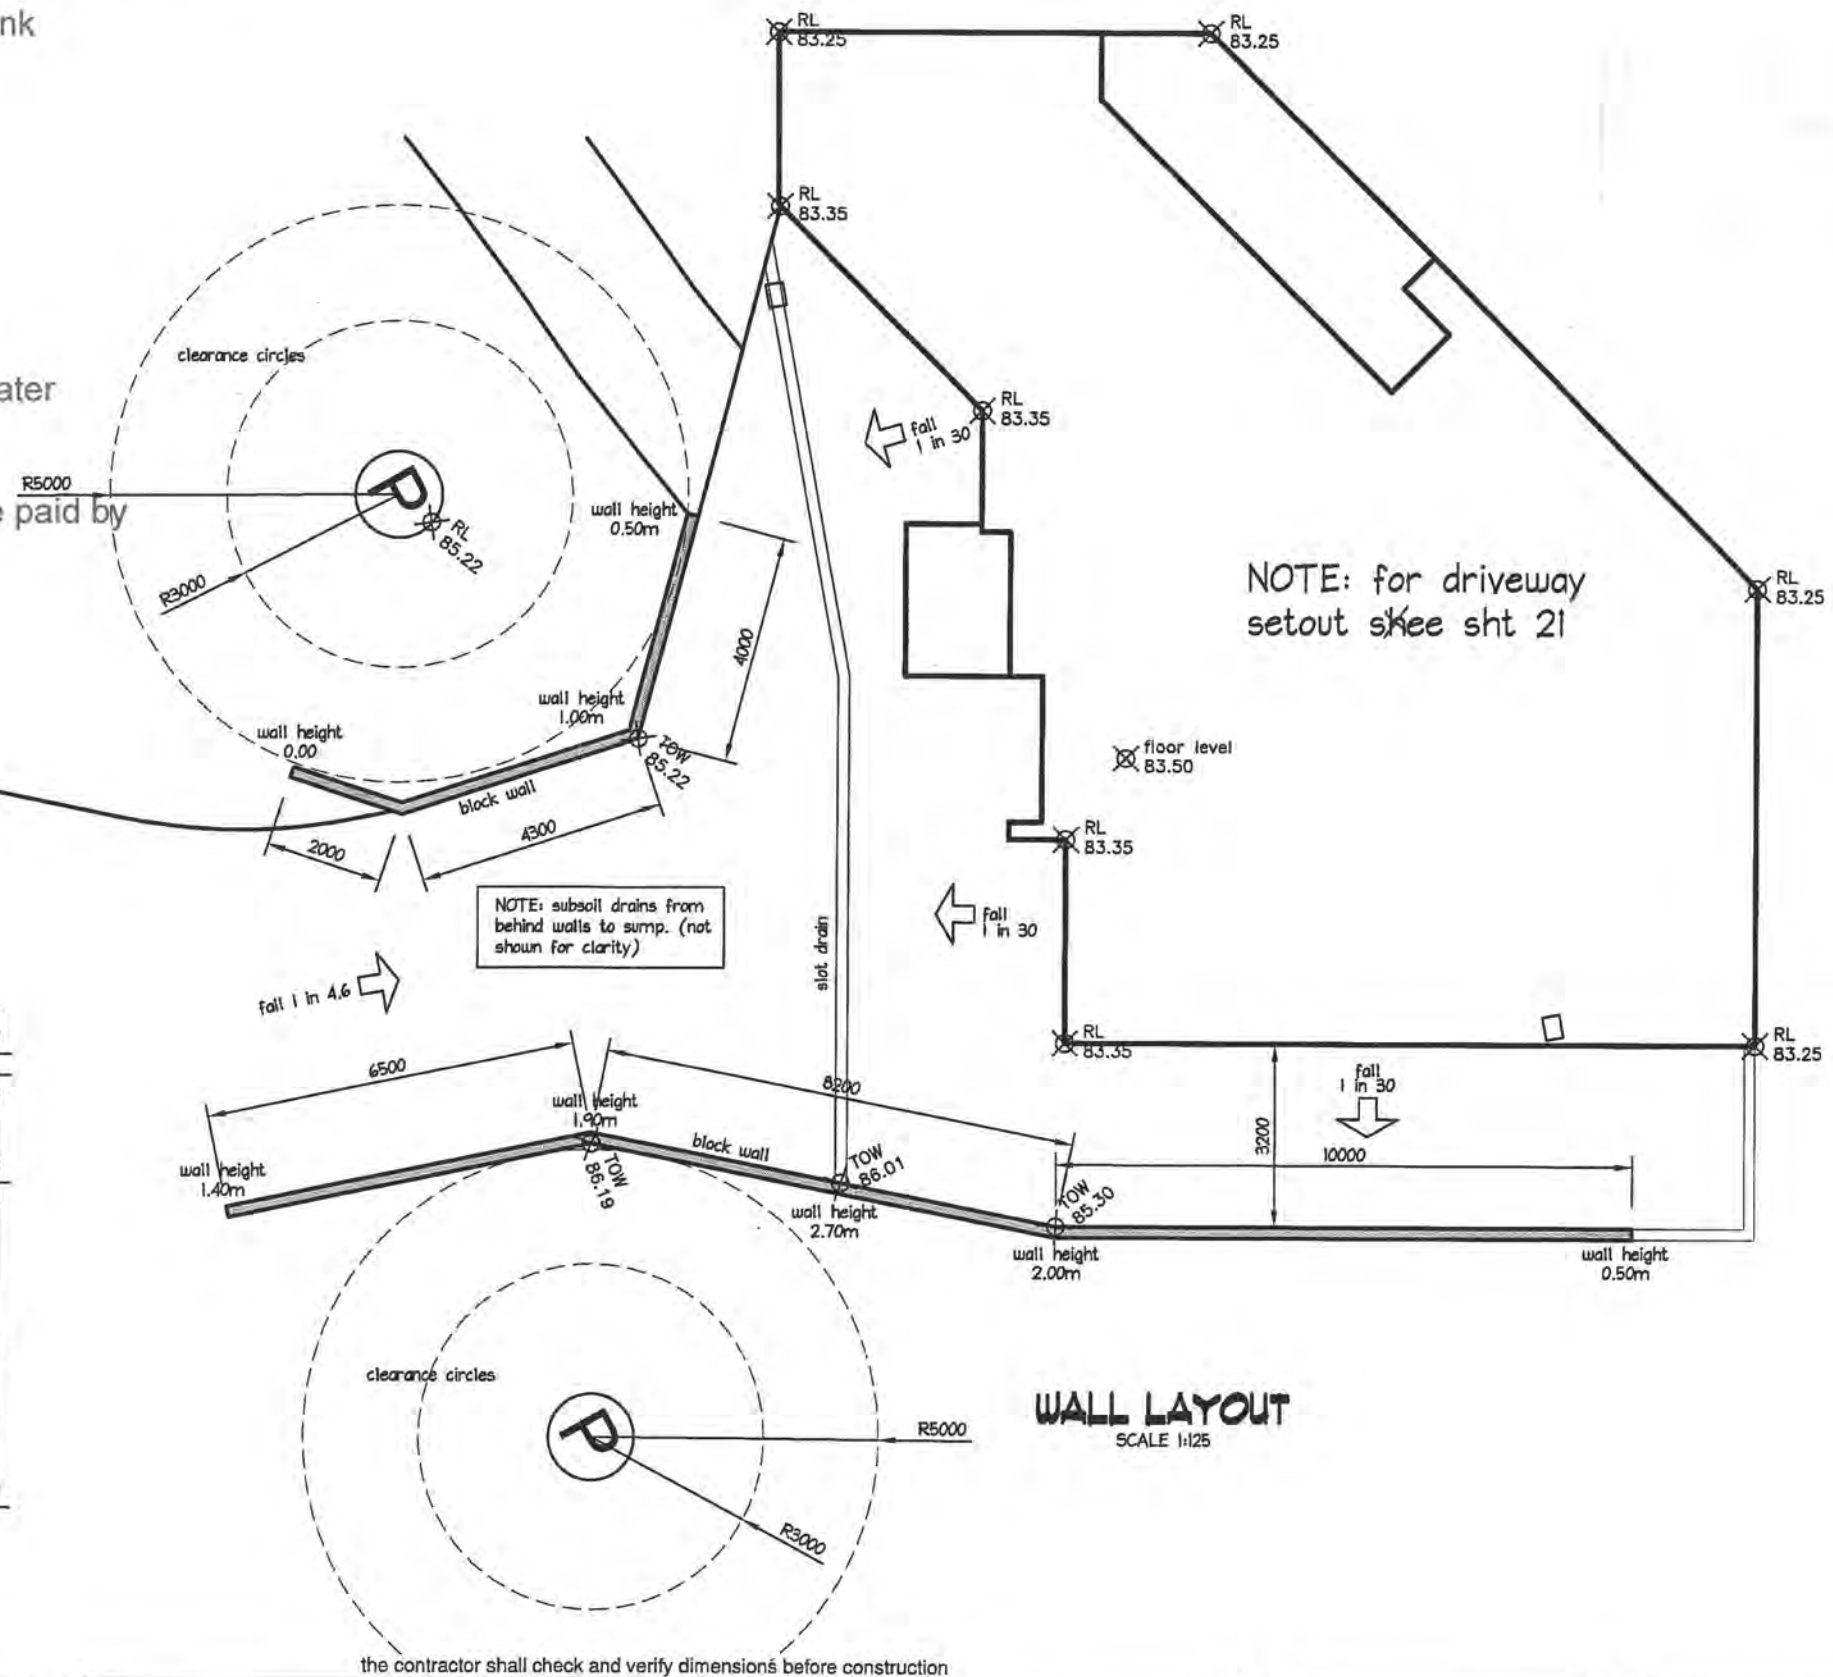 nk
RL
83.25
RL
83.25
RL
83.35
clearance circles
ater
RL
83.35
fall
1 in 30
R5000
e paid by
RL
85.22
wall height
0.50m
R3000
4000
NOTE: for driveway
setout skee sht 21
RL
83.25
wall height
1.00m
wall height
0.00
TOW
85.22
floor level
83.50
block wall
4300
2000
RL
83.35
NOTE: subsoil drains from
behind walls to sump. (not
shown for clarity)
slot drain
fall
1 in 30
fall 1 in 4.6
RL
83.35
RL
83.25
6500
8200
fall
1 in 30
wall height
1.90m
block wall
3200
10000
wall height
1.40m
TOW
86.19
TOW
86.01
wall height
2.70m
TOW
85.30
wall height
2.00m
wall height
0.50m
clearance circles
P
P
R5000
R3000
WALL LAYOUT
SCALE 1:125
the contractor shall check and verify dimensions before construction